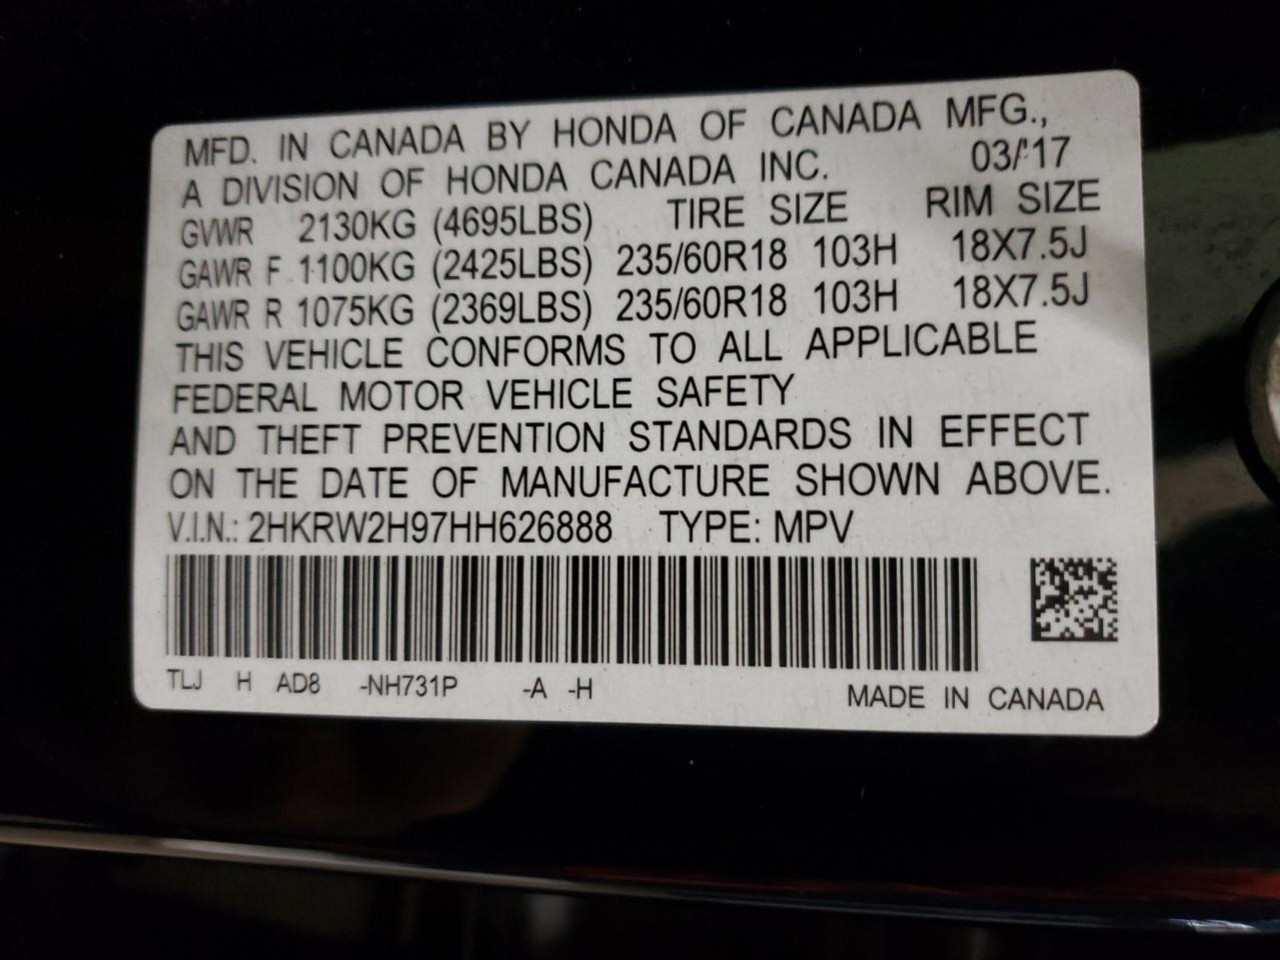 MFD. IN CANADA BY HONDA OF CANADA MFG.,
A DIVISION OF HONDA CANADA INC. 03/'17
GVWR 2130KG (4695LBS) TIRE SIZE RIM SIZE
GAWR F 1100KG (2425LBS) 235/60R18 103H 18X7.5J
GAWR R 1075KG (2369LBS) 235/60R18 103H 18X7.5J
THIS VEHICLE CONFORMS TO ALL APPLICABLE
FEDERAL MOTOR VEHICLE SAFETY
AND THEFT PREVENTION STANDARDS IN EFFECT
ON THE DATE OF MANUFACTURE SHOWN ABOVE.
V.I.N.: 2HKRW2H97HH626888 TYPE: MPV
TLJ H AD8 -NH731P -A -H MADE IN CANADA